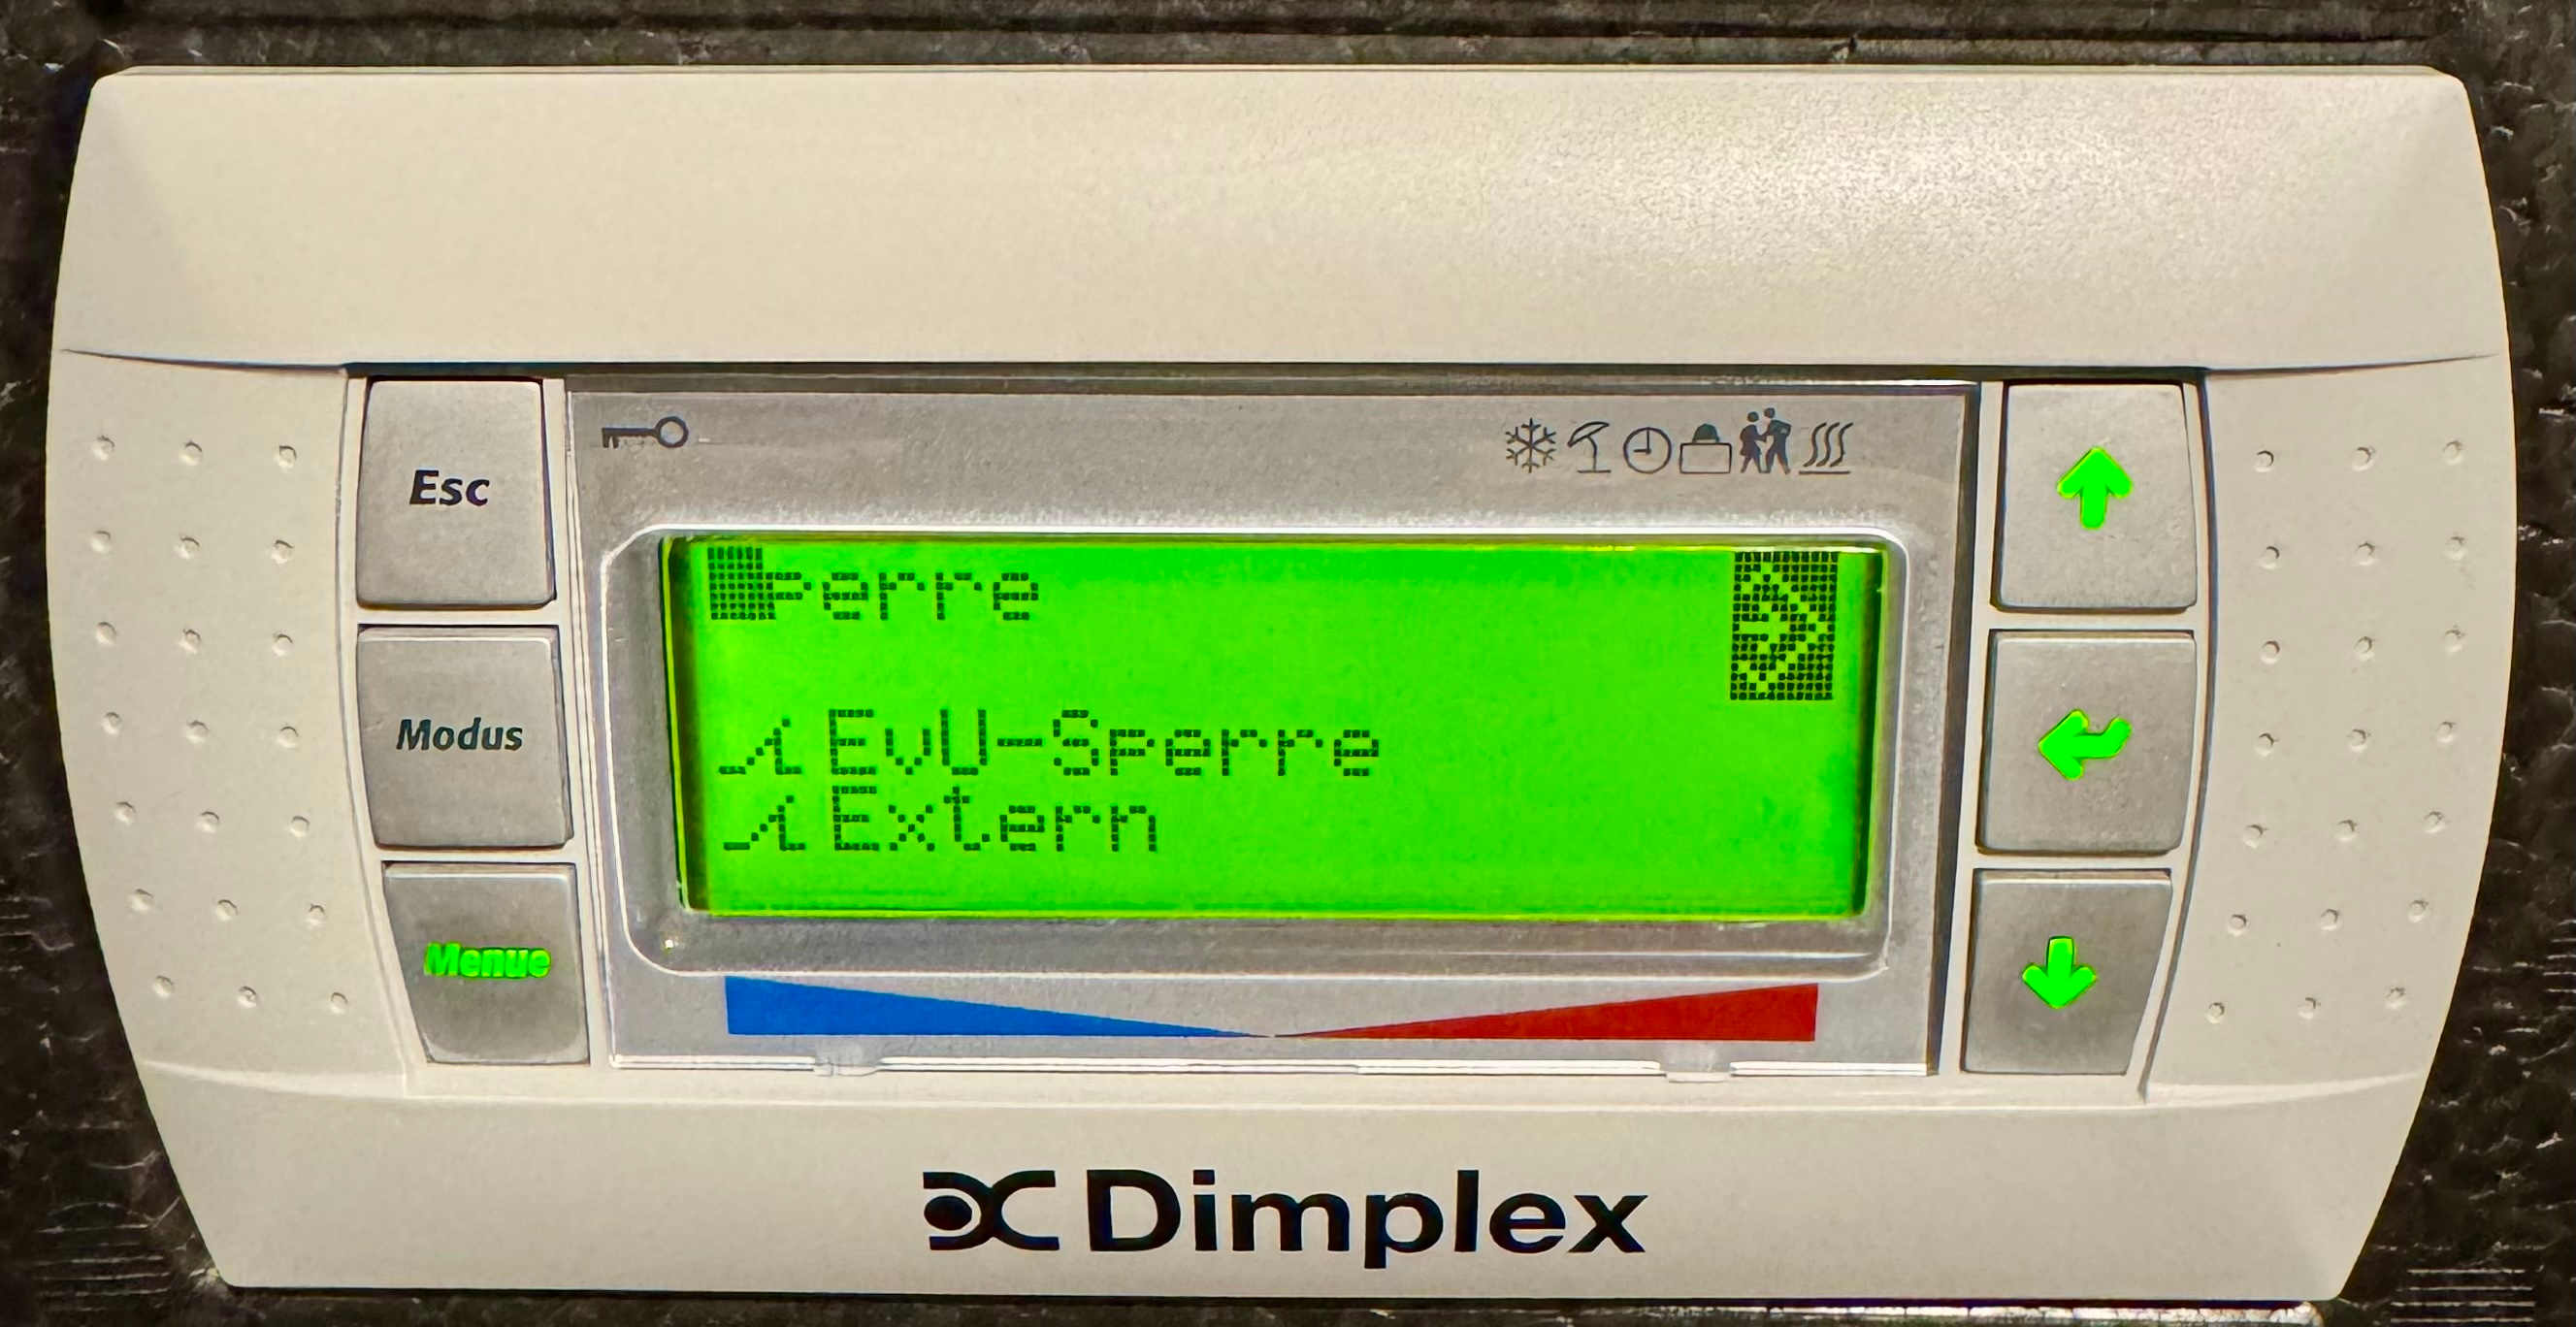 Esc
Modus
Menue
Sperre
EvU-Sperre
Extern
Dimplex